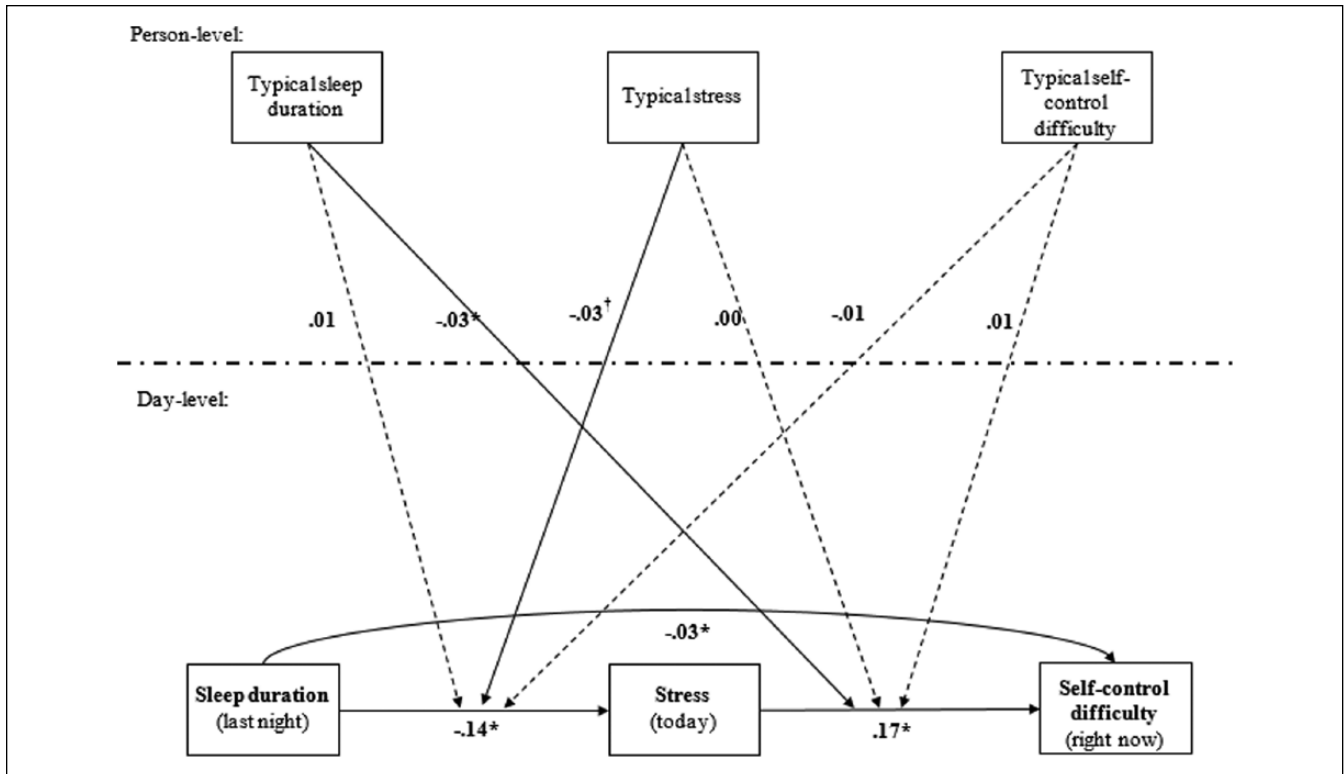 Person-level:
Typical sleep
duration
Typical stress
Typical self-
control
difficulty
.01
-.03*
-.03†
.00
-.01
.01
Day-level:
-.03*
Sleep duration
(last night)
Stress
(today)
Self-control
difficulty
(right now)
-.14*
.17*